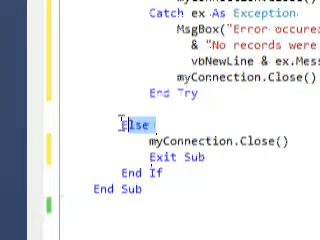 Catch ex As Exception
MsgBox("Error occured
& "No records were
vbNewLine & ex.Mess
myConnection.Close()
End Try
Else
myConnection.Close()
Exit Sub
End If
End Sub